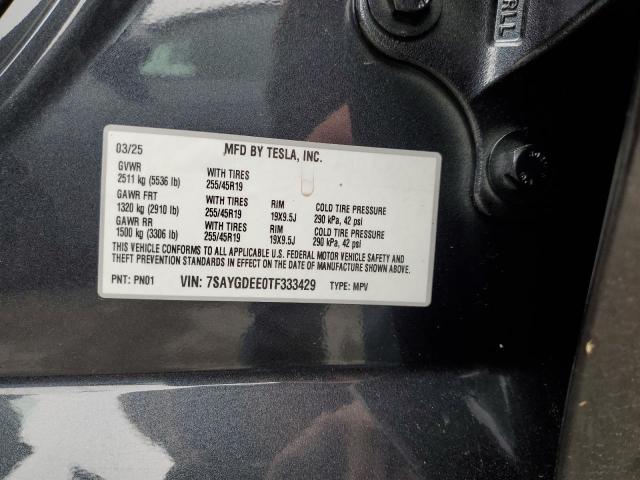 RLL
03/25 MFD BY TESLA, INC.
GVWR
2511 kg (5536 lb) WITH TIRES 255/45R19
GAWR FRT
1320 kg (2910 lb) WITH TIRES 255/45R19 RIM 19X9.5J COLD TIRE PRESSURE 290 kPa, 42 psi
GAWR RR
1500 kg (3306 lb) WITH TIRES 255/45R19 RIM 19X9.5J COLD TIRE PRESSURE 290 kPa, 42 psi
THIS VEHICLE CONFORMS TO ALL APPLICABLE U.S. FEDERAL MOTOR VEHICLE SAFETY AND
THEFT PREVENTION STANDARDS IN EFFECT ON THE DATE OF MANUFACTURE SHOWN ABOVE.
PNT: PN01 VIN: 7SAYGDEE0TF333429 TYPE: MPV